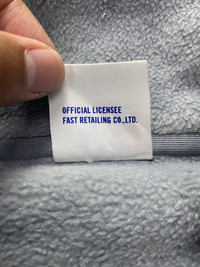 OFFICIAL LICENSEE
FAST RETAILING CO.,LTD.